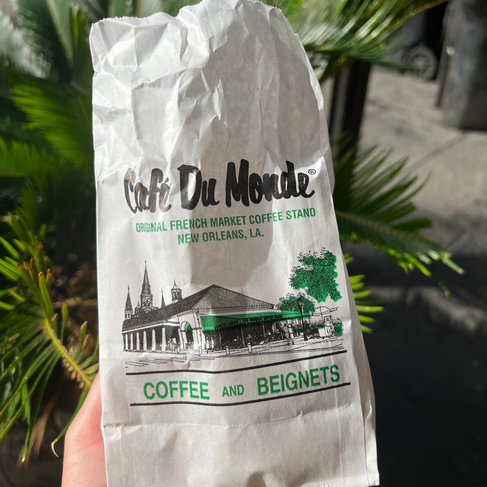 Café Du Monde®
ORIGINAL FRENCH MARKET COFFEE STAND
NEW ORLEANS, LA.
COFFEE AND BEIGNETS